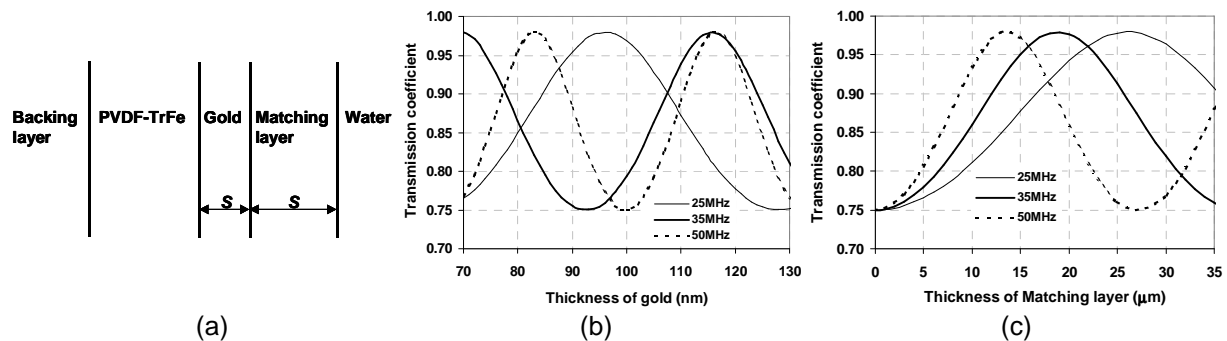 Backing layer
PVDF-TrFe
Gold
Matching layer
Water
S
S
(a)
Transmission coefficient
1.00
0.95
0.90
0.85
0.80
0.75
0.70
25MHz
35MHz
50MHz
70 80 90 100 110 120 130
Thickness of gold (nm)
(b)
Transmission coefficient
1.00
0.95
0.90
0.85
0.80
0.75
0.70
25MHz
35MHz
50MHz
0 5 10 15 20 25 30 35
Thickness of Matching layer (μm)
(c)